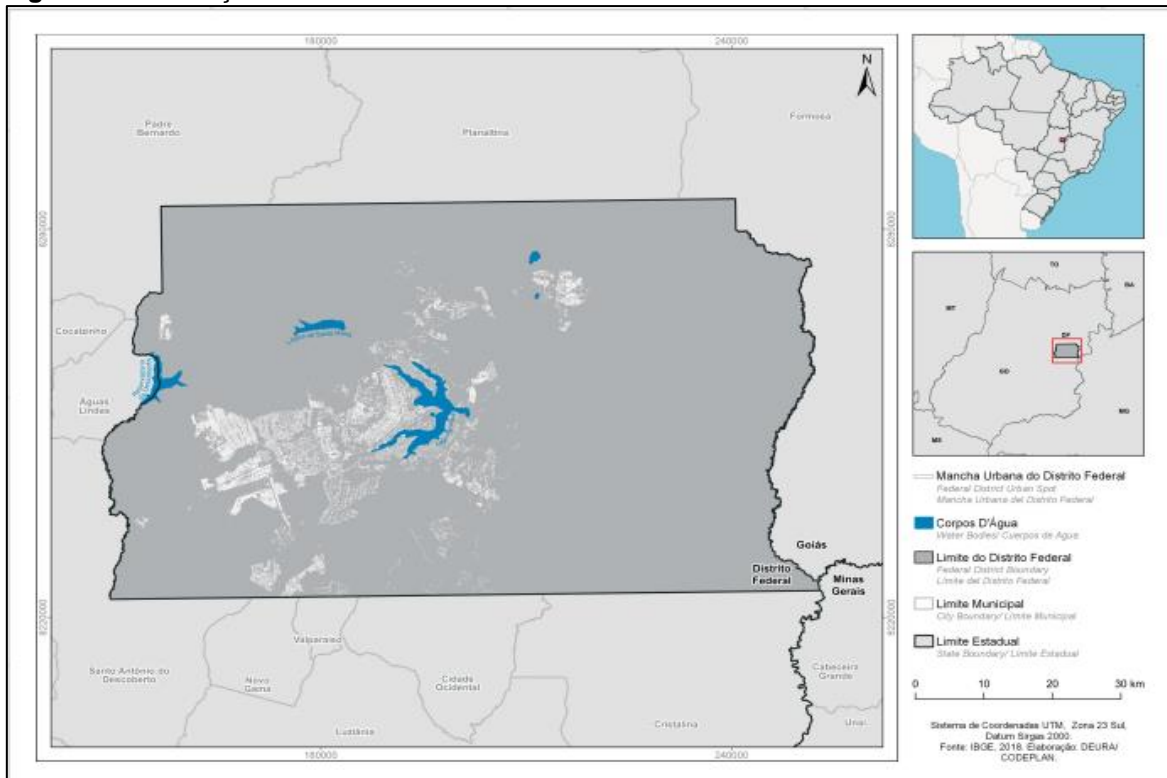 180000
240000
N
Padre
Bernardo
Planaltina
Formosa
8280000
8280000
Cocalzinho
Águas
Lindas
Goiás
Distrito
Federal
Minas
Gerais
8220000
8220000
Valparaíso
Santo Antônio do
Descoberto
Novo
Gama
Cidade
Ocidental
Cabeceira
Grande
Luziânia
Cristalina
Unaí
180000
240000
TO
BA
MT
DF
GO
MG
MS
Mancha Urbana do Distrito Federal
Federal District Urban Spot
Mancha Urbana del Distrito Federal
Corpos D'Água
Water Bodies/ Cuerpos de Agua
Limite do Distrito Federal
Federal District Boundary
Límite del Distrito Federal
Limite Municipal
City Boundary/ Límite Municipal
Limite Estadual
State Boundary/ Límite Estadual
0 10 20 30 km
Sistema de Coordenadas UTM, Zona 23 Sul,
Datum Sirgas 2000.
Fonte: IBGE, 2018. Elaboração: DEURA/
CODEPLAN.